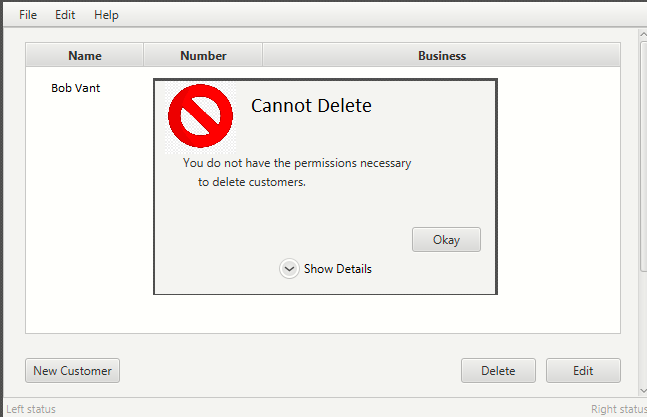 File Edit Help
Name Number Business
Bob Vant
Cannot Delete
You do not have the permissions necessary
to delete customers.
Okay
Show Details
New Customer Delete Edit
Left status Right status